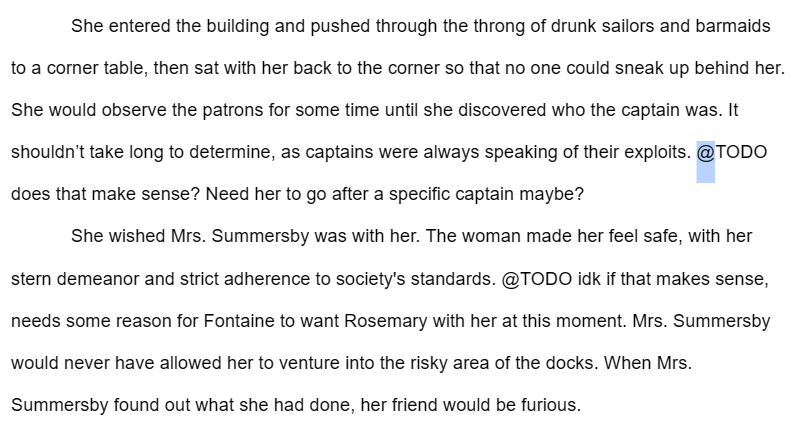 She entered the building and pushed through the throng of drunk sailors and barmaids
to a corner table, then sat with her back to the corner so that no one could sneak up behind her.
She would observe the patrons for some time until she discovered who the captain was. It
shouldn’t take long to determine, as captains were always speaking of their exploits. @TODO
does that make sense? Need her to go after a specific captain maybe?
She wished Mrs. Summersby was with her. The woman made her feel safe, with her
stern demeanor and strict adherence to society's standards. @TODO idk if that makes sense,
needs some reason for Fontaine to want Rosemary with her at this moment. Mrs. Summersby
would never have allowed her to venture into the risky area of the docks. When Mrs.
Summersby found out what she had done, her friend would be furious.